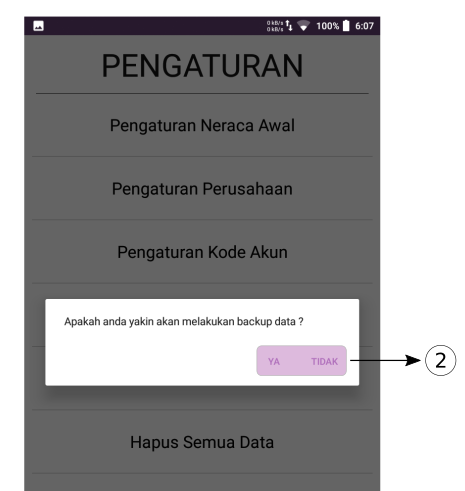 0 kB/s
0 kB/s
100%
6:07
PENGATURAN
Pengaturan Neraca Awal
Pengaturan Perusahaan
Pengaturan Kode Akun
Apakah anda yakin akan melakukan backup data ?
YA TIDAK
2
Hapus Semua Data